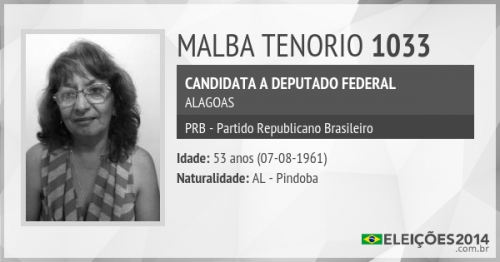 MALBA TENORIO 1033
CANDIDATA A DEPUTADO FEDERAL
ALAGOAS
PRB - Partido Republicano Brasileiro
Idade: 53 anos (07-08-1961)
Naturalidade: AL - Pindoba
ELEIÇÕES2014
.com.br